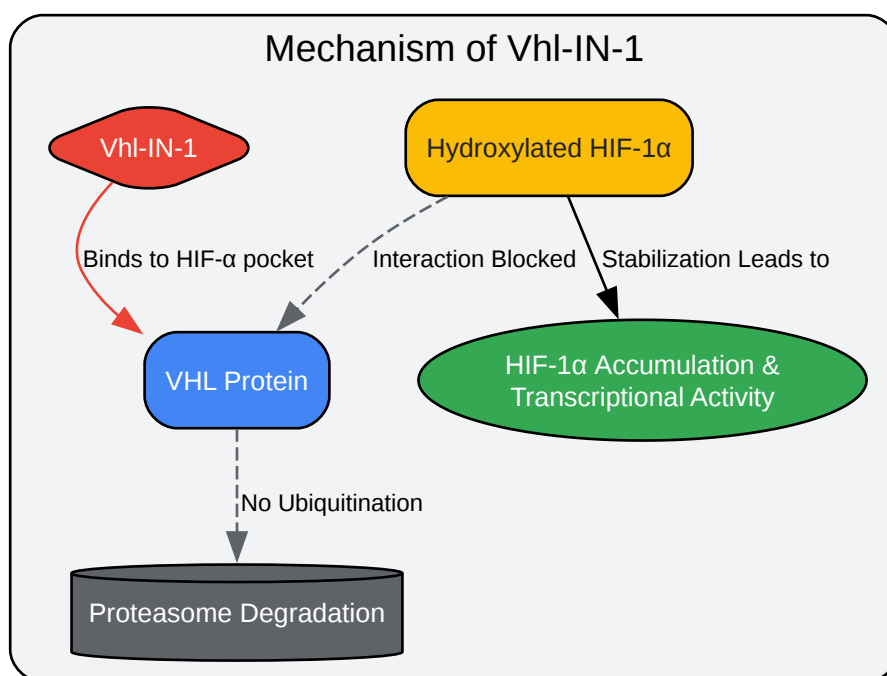 Mechanism of Vhl-IN-1
Vhl-IN-1
Hydroxylated HIF-1α
Binds to HIF-α pocket
Interaction Blocked
Stabilization Leads to
VHL Protein
HIF-1α Accumulation &
Transcriptional Activity
No Ubiquitination
Proteasome Degradation